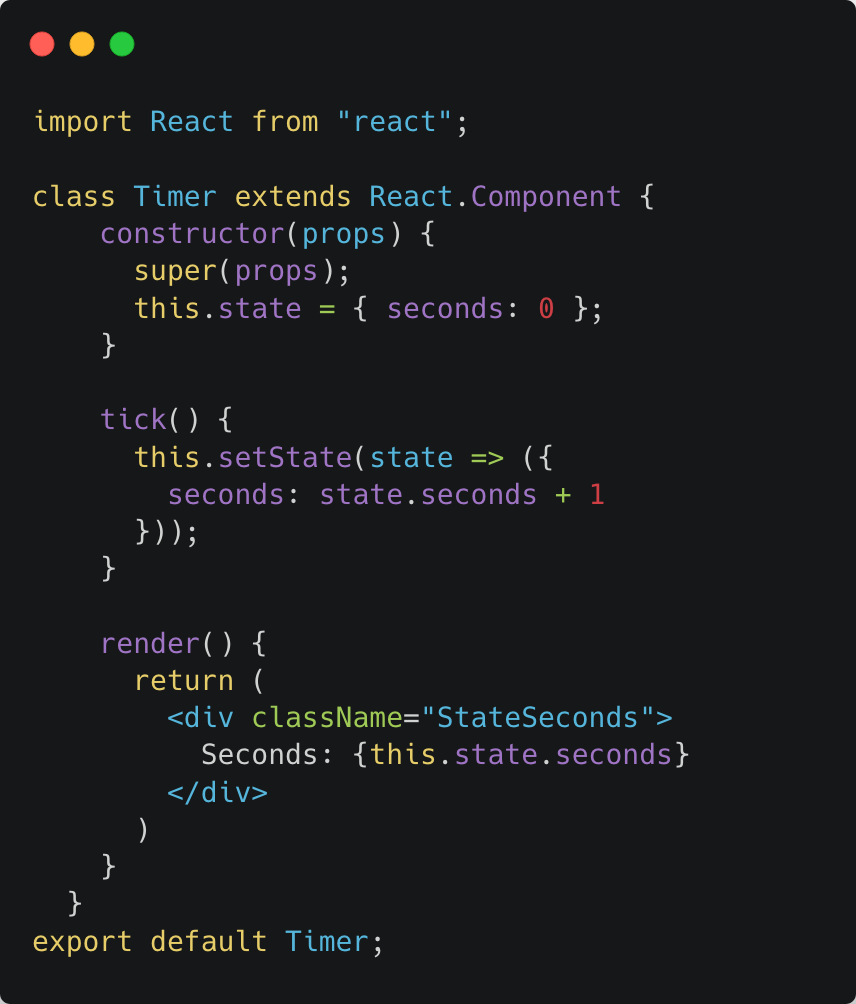 import React from "react";

class Timer extends React.Component {
    constructor(props) {
      super(props);
      this.state = { seconds: 0 };
    }

    tick() {
      this.setState(state => ({
        seconds: state.seconds + 1
      }));
    }

    render() {
      return (
        <div className="StateSeconds">
          Seconds: {this.state.seconds}
        </div>
      )
    }
  }
export default Timer;